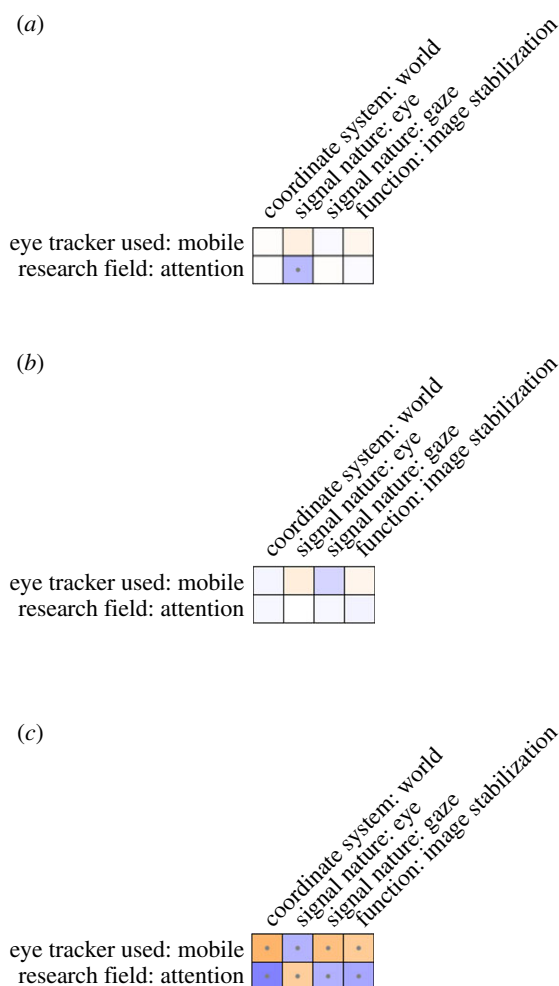 (a)
coordinate system: world
signal nature: eye
signal nature: gaze
function: image stabilization
eye tracker used: mobile
research field: attention
(b)
coordinate system: world
signal nature: eye
signal nature: gaze
function: image stabilization
eye tracker used: mobile
research field: attention
(c)
coordinate system: world
signal nature: eye
signal nature: gaze
function: image stabilization
eye tracker used: mobile
research field: attention